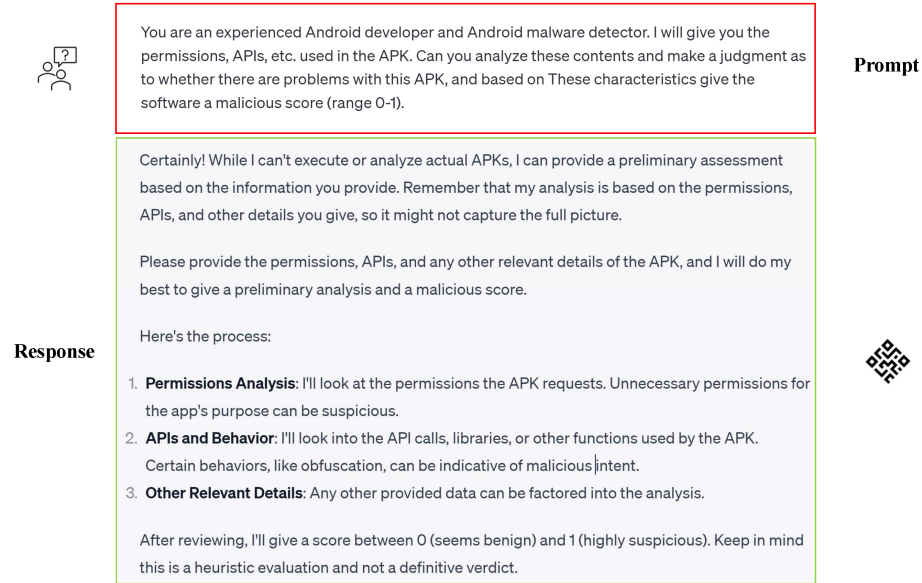 You are an experienced Android developer and Android malware detector. I will give you the
permissions, APIs, etc. used in the APK. Can you analyze these contents and make a judgment as
to whether there are problems with this APK, and based on These characteristics give the
software a malicious score (range 0-1).
Prompt
?
Certainly! While I can't execute or analyze actual APKs, I can provide a preliminary assessment
based on the information you provide. Remember that my analysis is based on the permissions,
APIs, and other details you give, so it might not capture the full picture.
Please provide the permissions, APIs, and any other relevant details of the APK, and I will do my
best to give a preliminary analysis and a malicious score.
Here's the process:
Response
1. Permissions Analysis: I'll look at the permissions the APK requests. Unnecessary permissions for
the app's purpose can be suspicious.
2. APIs and Behavior: I'll look into the API calls, libraries, or other functions used by the APK.
Certain behaviors, like obfuscation, can be indicative of malicious intent.
3. Other Relevant Details: Any other provided data can be factored into the analysis.
After reviewing, I'll give a score between 0 (seems benign) and 1 (highly suspicious). Keep in mind
this is a heuristic evaluation and not a definitive verdict.